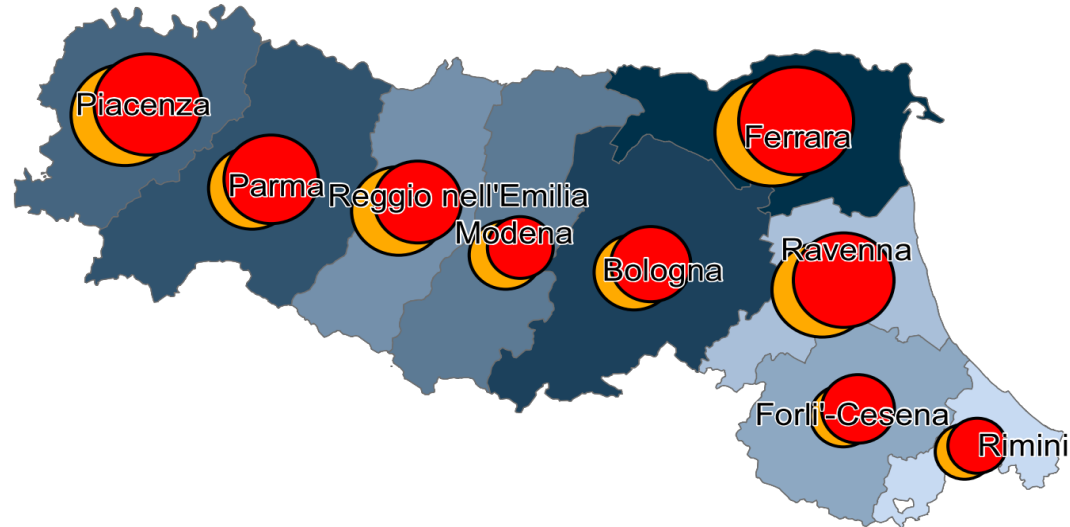 Piacenza
Ferrara
Parma
Reggio nell'Emilia
Modena
Ravenna
Bologna
Forli'-Cesena
Rimini